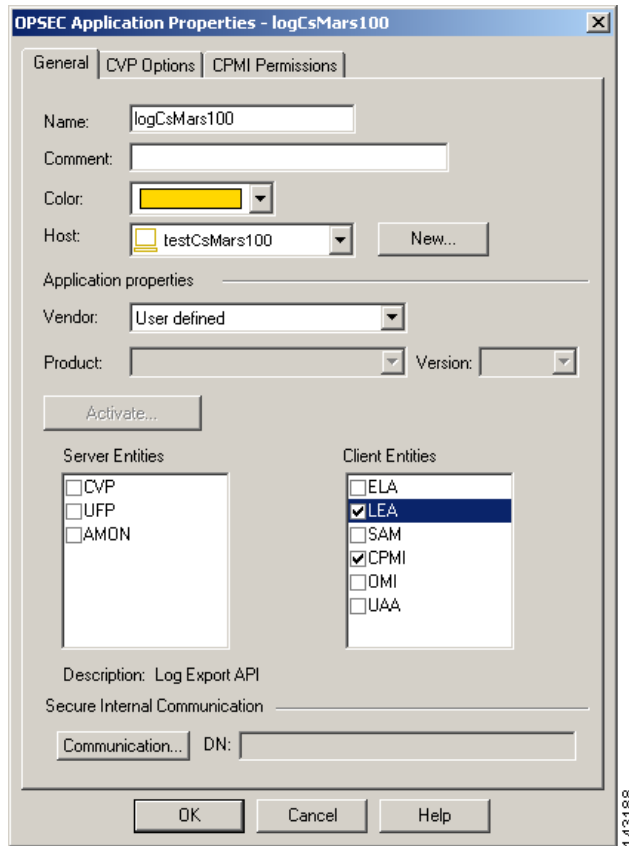 OPSEC Application Properties - logCsMars100
General CVP Options CPMI Permissions
Name: logCsMars100
Comment:
Color:
Host: testCsMars100 New...
Application properties
Vendor: User defined
Product: Version:
Activate...
Server Entities Client Entities
CVP ELA
UFP LEA
AMON SAM
CPMI
OMI
UAA
Description: Log Export API
Secure Internal Communication
Communication... DN:
OK Cancel Help
143188